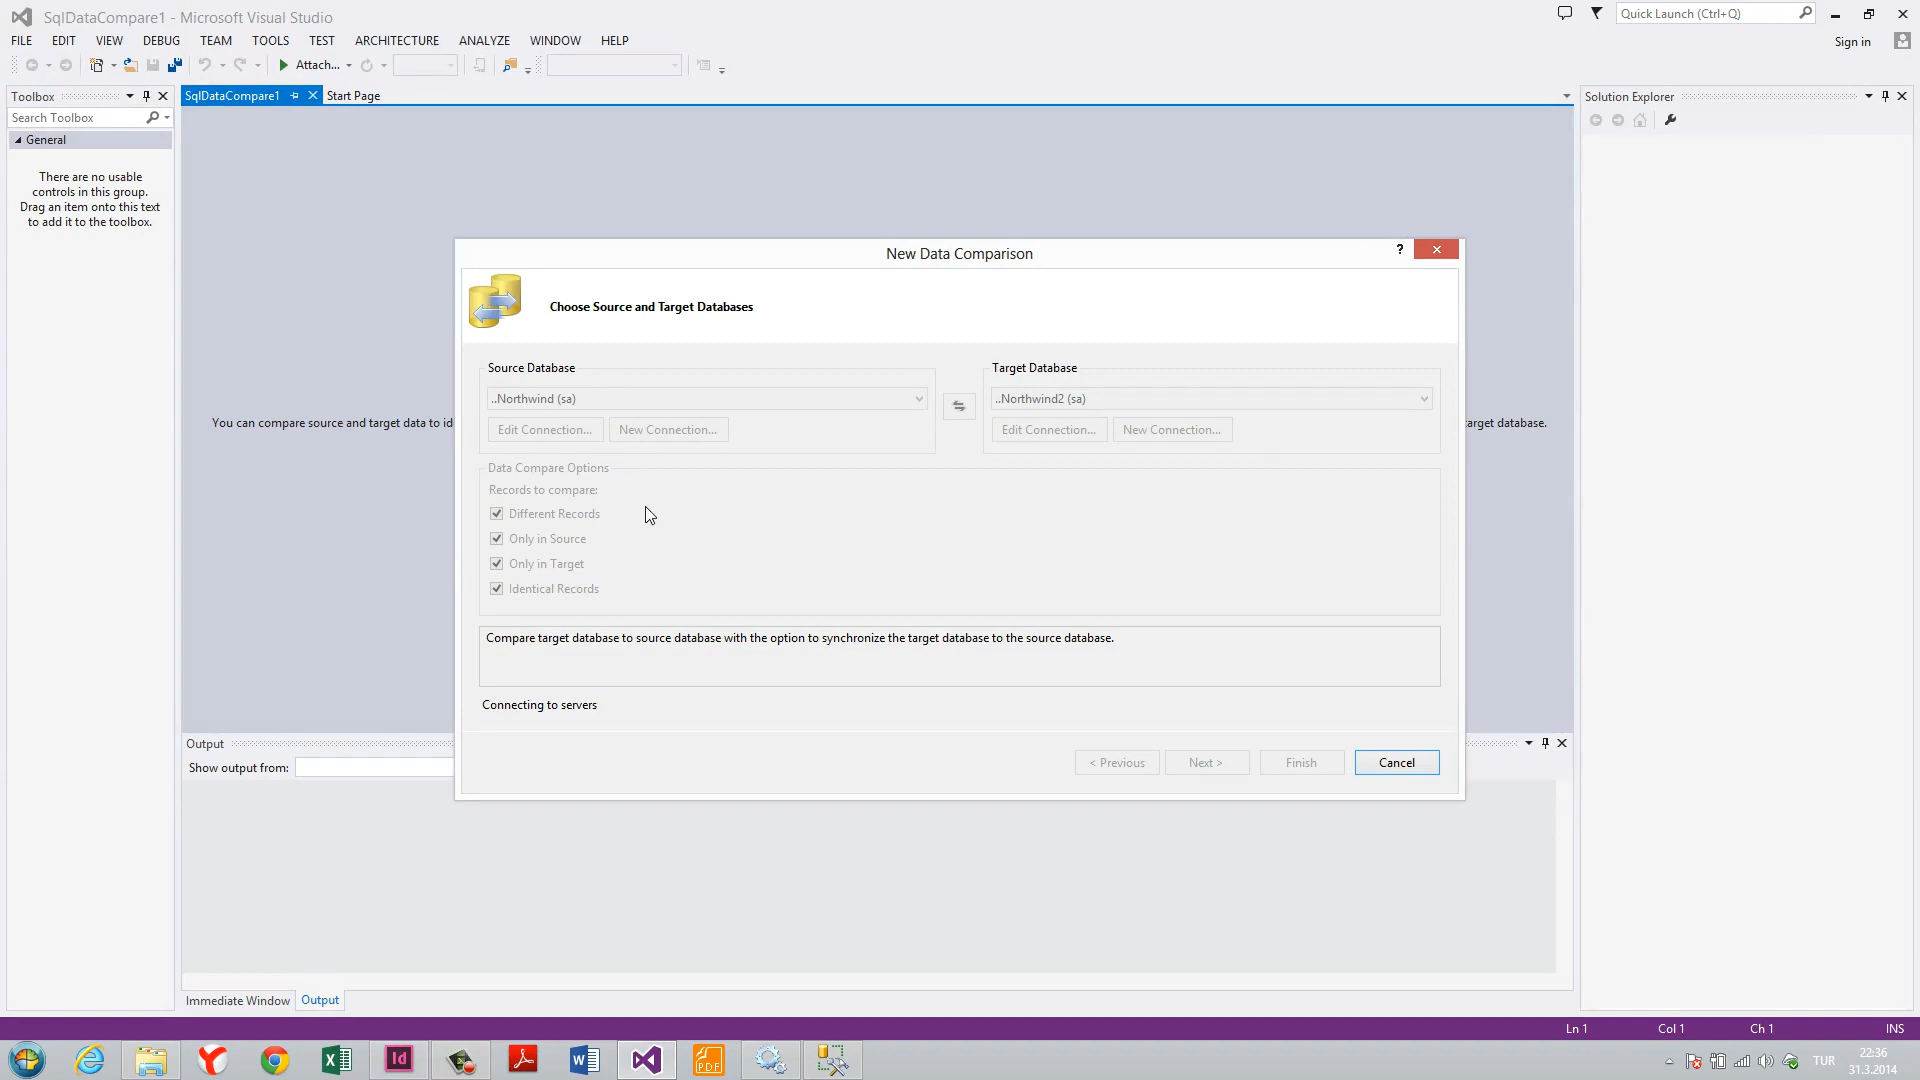 SqlDataCompare1 - Microsoft Visual Studio
Quick Launch (Ctrl+Q)
FILE EDIT VIEW DEBUG TEAM TOOLS TEST ARCHITECTURE ANALYZE WINDOW HELP
Sign in
Attach...
Toolbox
SqlDataCompare1
Start Page
Solution Explorer
Search Toolbox
General
There are no usable
controls in this group.
Drag an item onto this text
to add it to the toolbox.
New Data Comparison
?
Choose Source and Target Databases
Source Database
Target Database
..Northwind (sa)
..Northwind2 (sa)
You can compare source and target data to id
arget database.
Edit Connection...
New Connection...
Edit Connection...
New Connection...
Data Compare Options
Records to compare:
Different Records
Only in Source
Only in Target
Identical Records
Compare target database to source database with the option to synchronize the target database to the source database.
Connecting to servers
Output
< Previous
Next >
Finish
Cancel
Show output from:
Immediate Window
Output
Ln 1
Col 1
Ch 1
INS
Id
PDF
TUR
22:36
31.3.2014